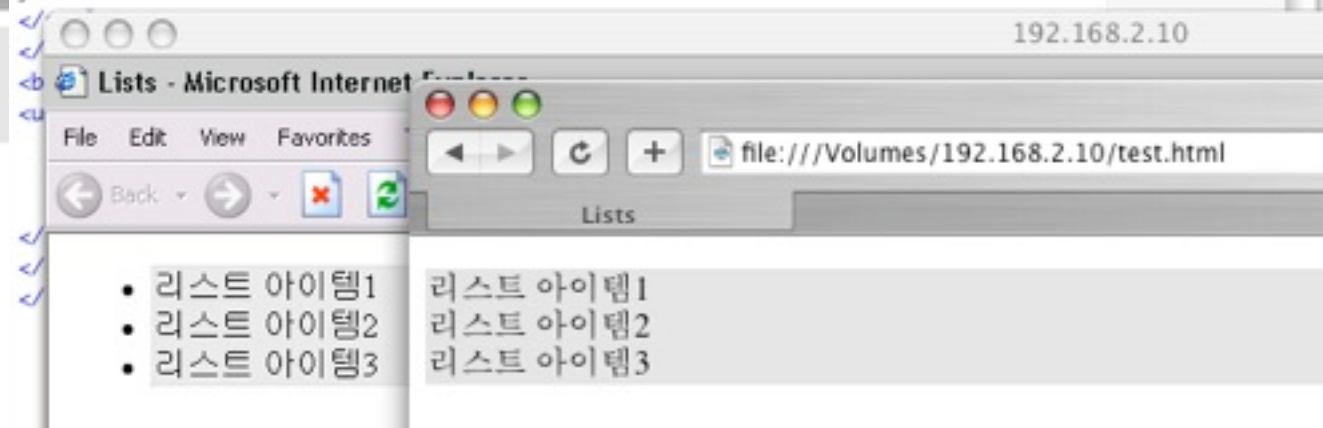 192.168.2.10
Lists - Microsoft Internet
File Edit View Favorites
Back
file:///Volumes/192.168.2.10/test.html
Lists
리스트 아이템1
리스트 아이템2
리스트 아이템3
리스트 아이템1
리스트 아이템2
리스트 아이템3
</
</
<b
<u
</
</
</